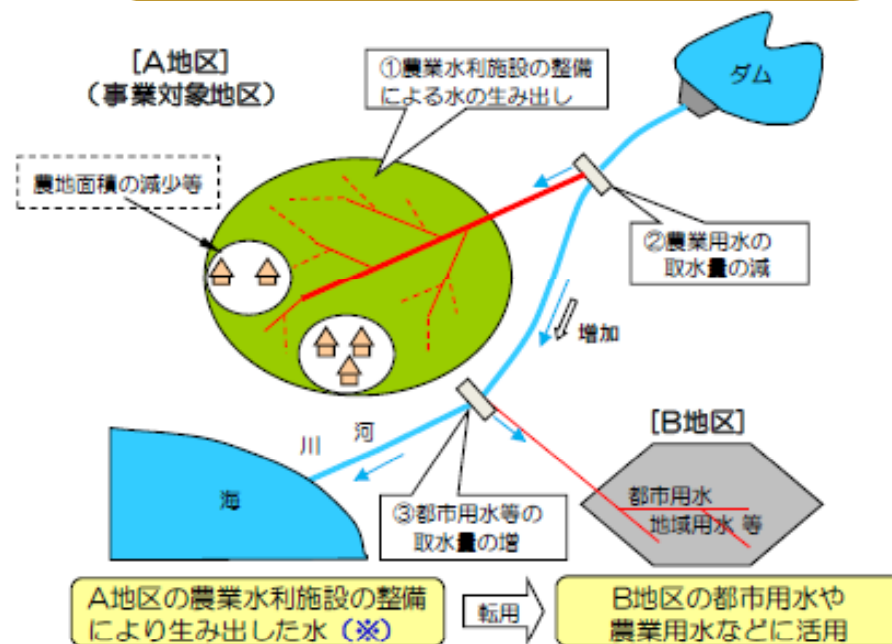 [A地区]
（事業対象地区）
①農業水利施設の整備
による水の生み出し
ダム
農地面積の減少等
②農業用水の
取水量の減
増加
[B地区]
川 河
海
③都市用水等の
取水量の増
都市用水
地域用水 等
A地区の農業水利施設の整備
により生み出した水（※）
転用
B地区の都市用水や
農業用水などに活用